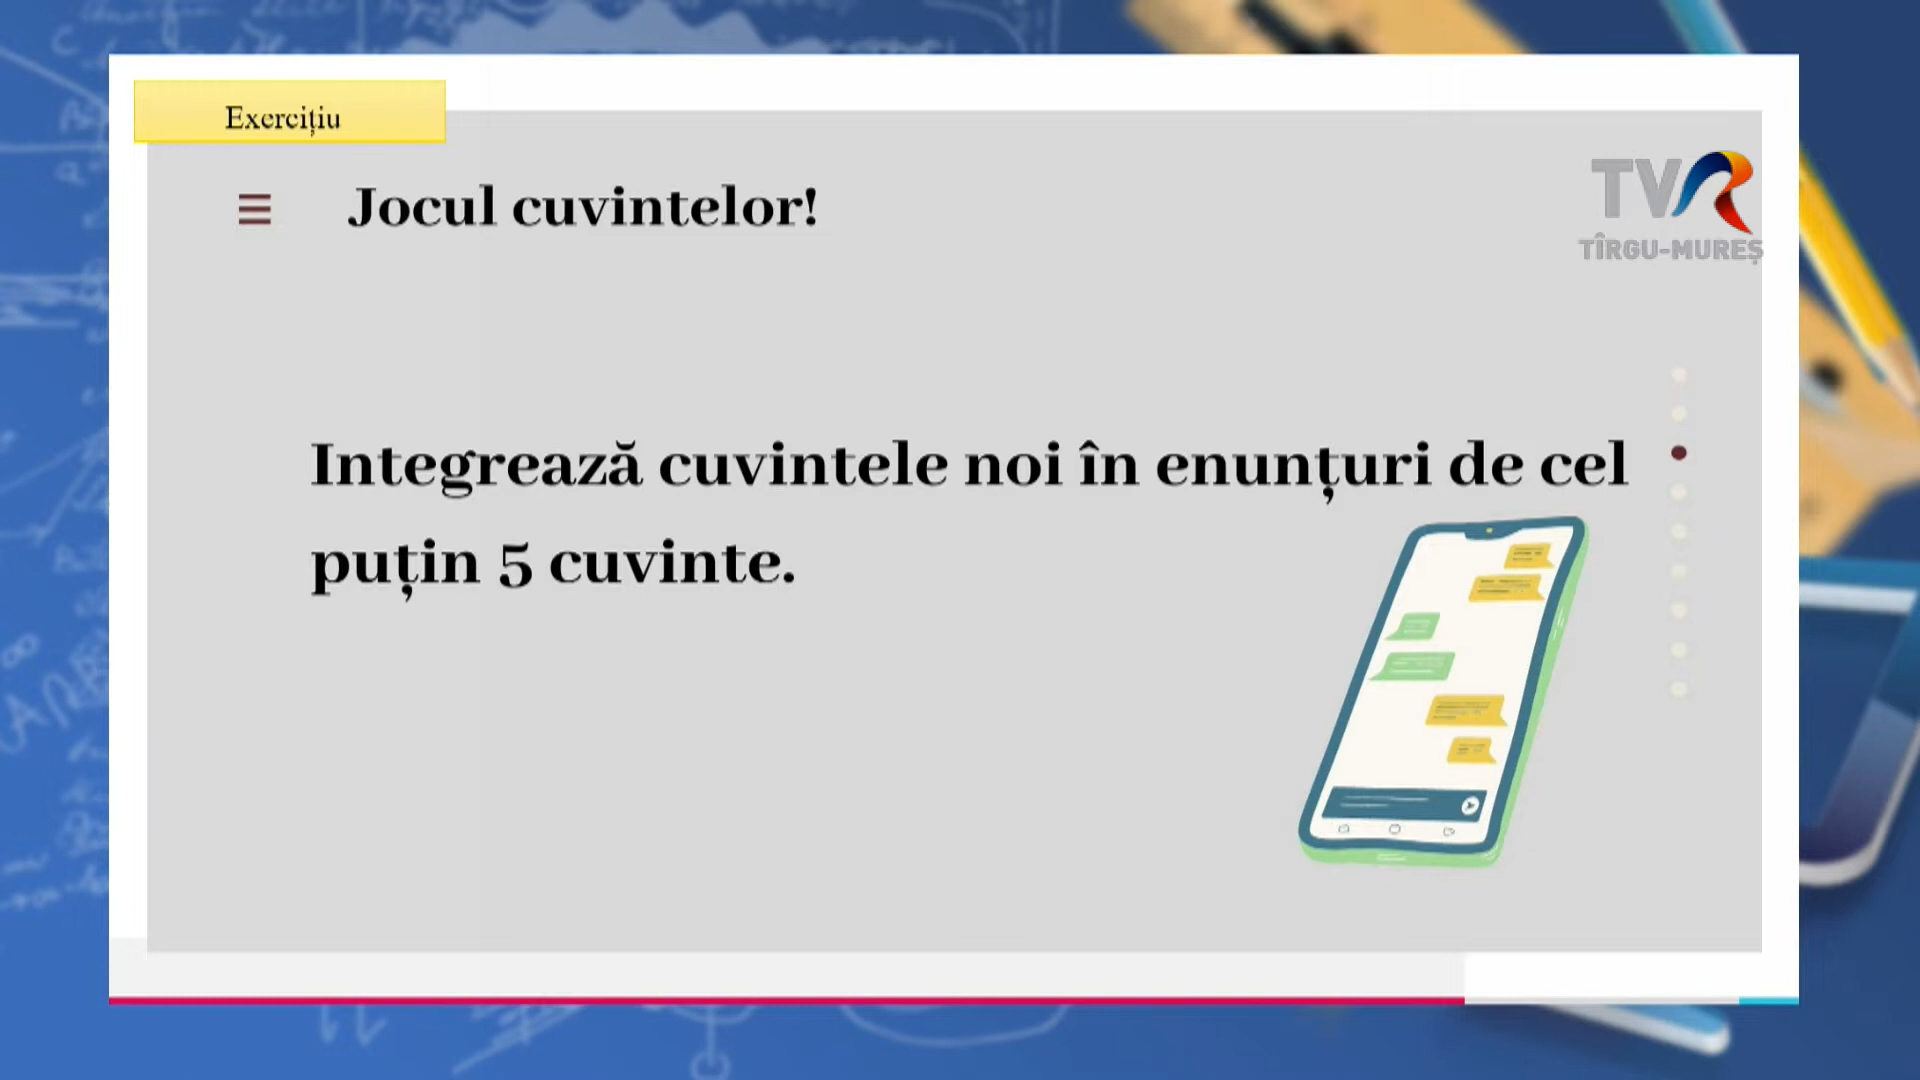 Exercițiu
Jocul cuvintelor!
TVR
TÎRGU-MUREȘ
Integrează cuvintele noi în enunțuri de cel
puțin 5 cuvinte.